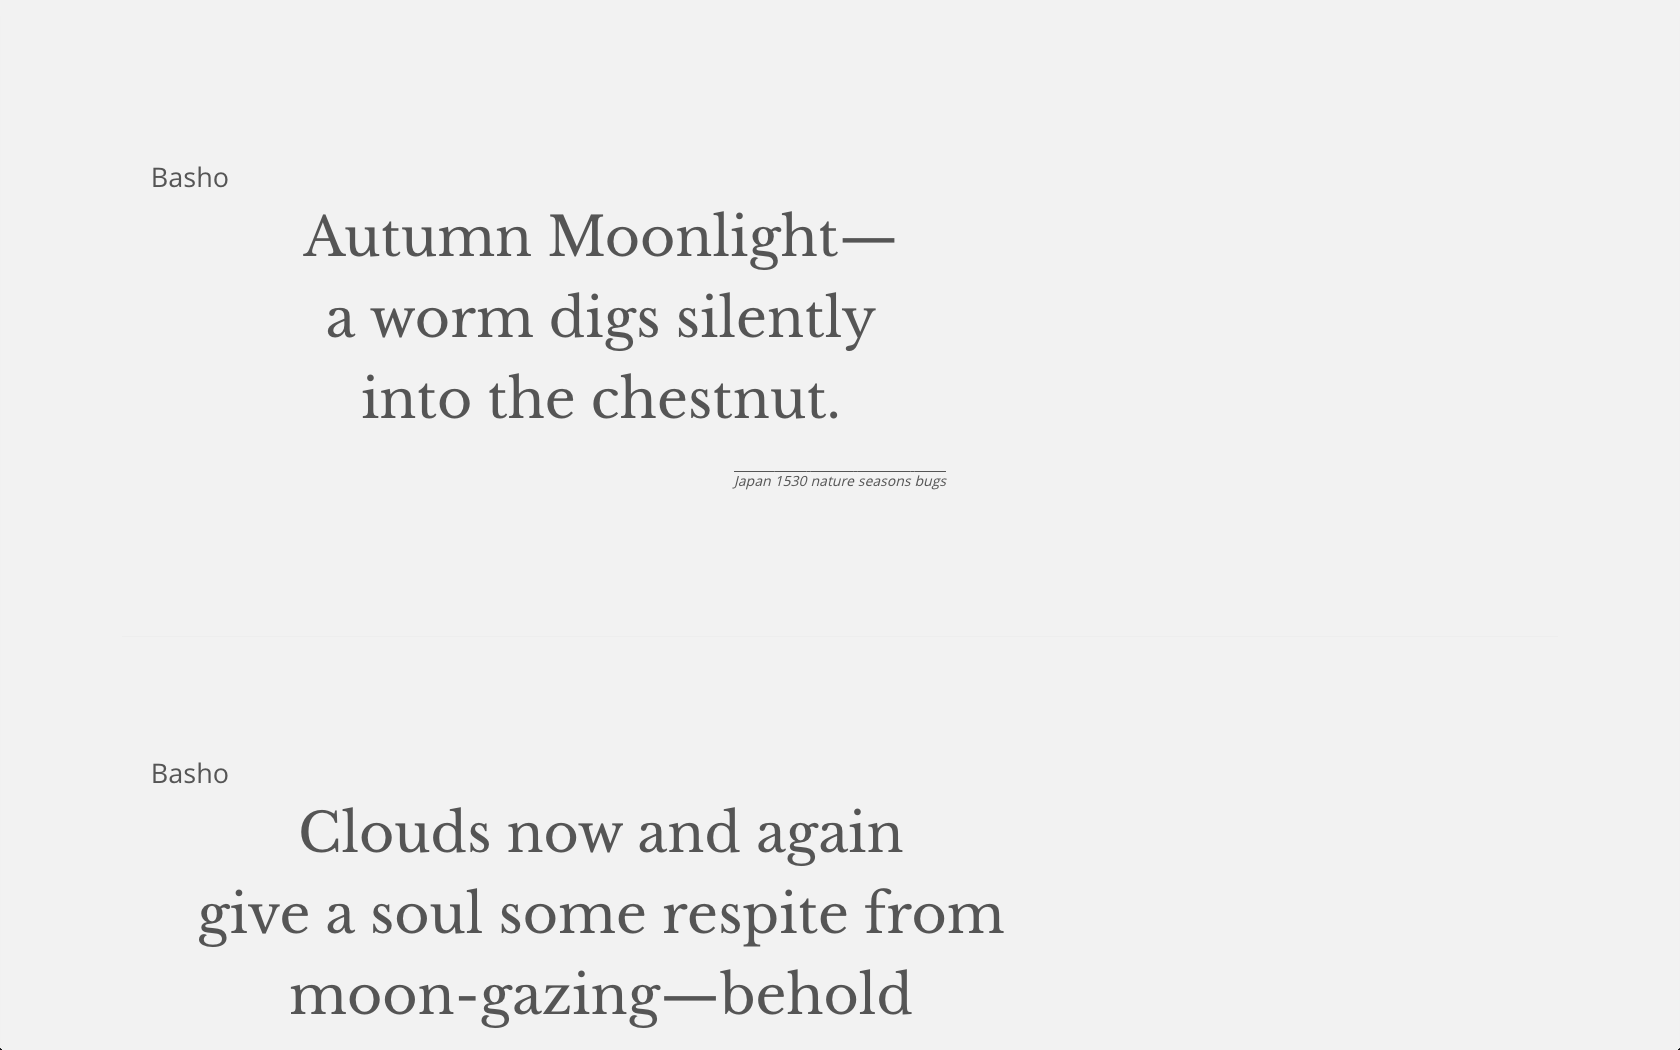 Basho
Autumn Moonlight—
a worm digs silently
into the chestnut.
Japan 1530 nature seasons bugs
Basho
Clouds now and again
give a soul some respite from
moon-gazing—behold